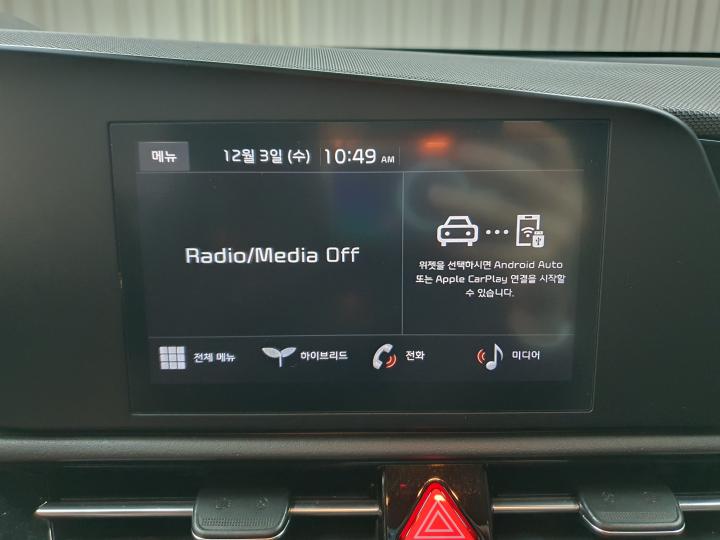 메뉴 12월 3일 (수) 10:49 AM
Radio/Media Off
위젯을 선택하시면 Android Auto
또는 Apple CarPlay 연결을 시작할
수 있습니다.
전체 메뉴 하이브리드 전화 미디어